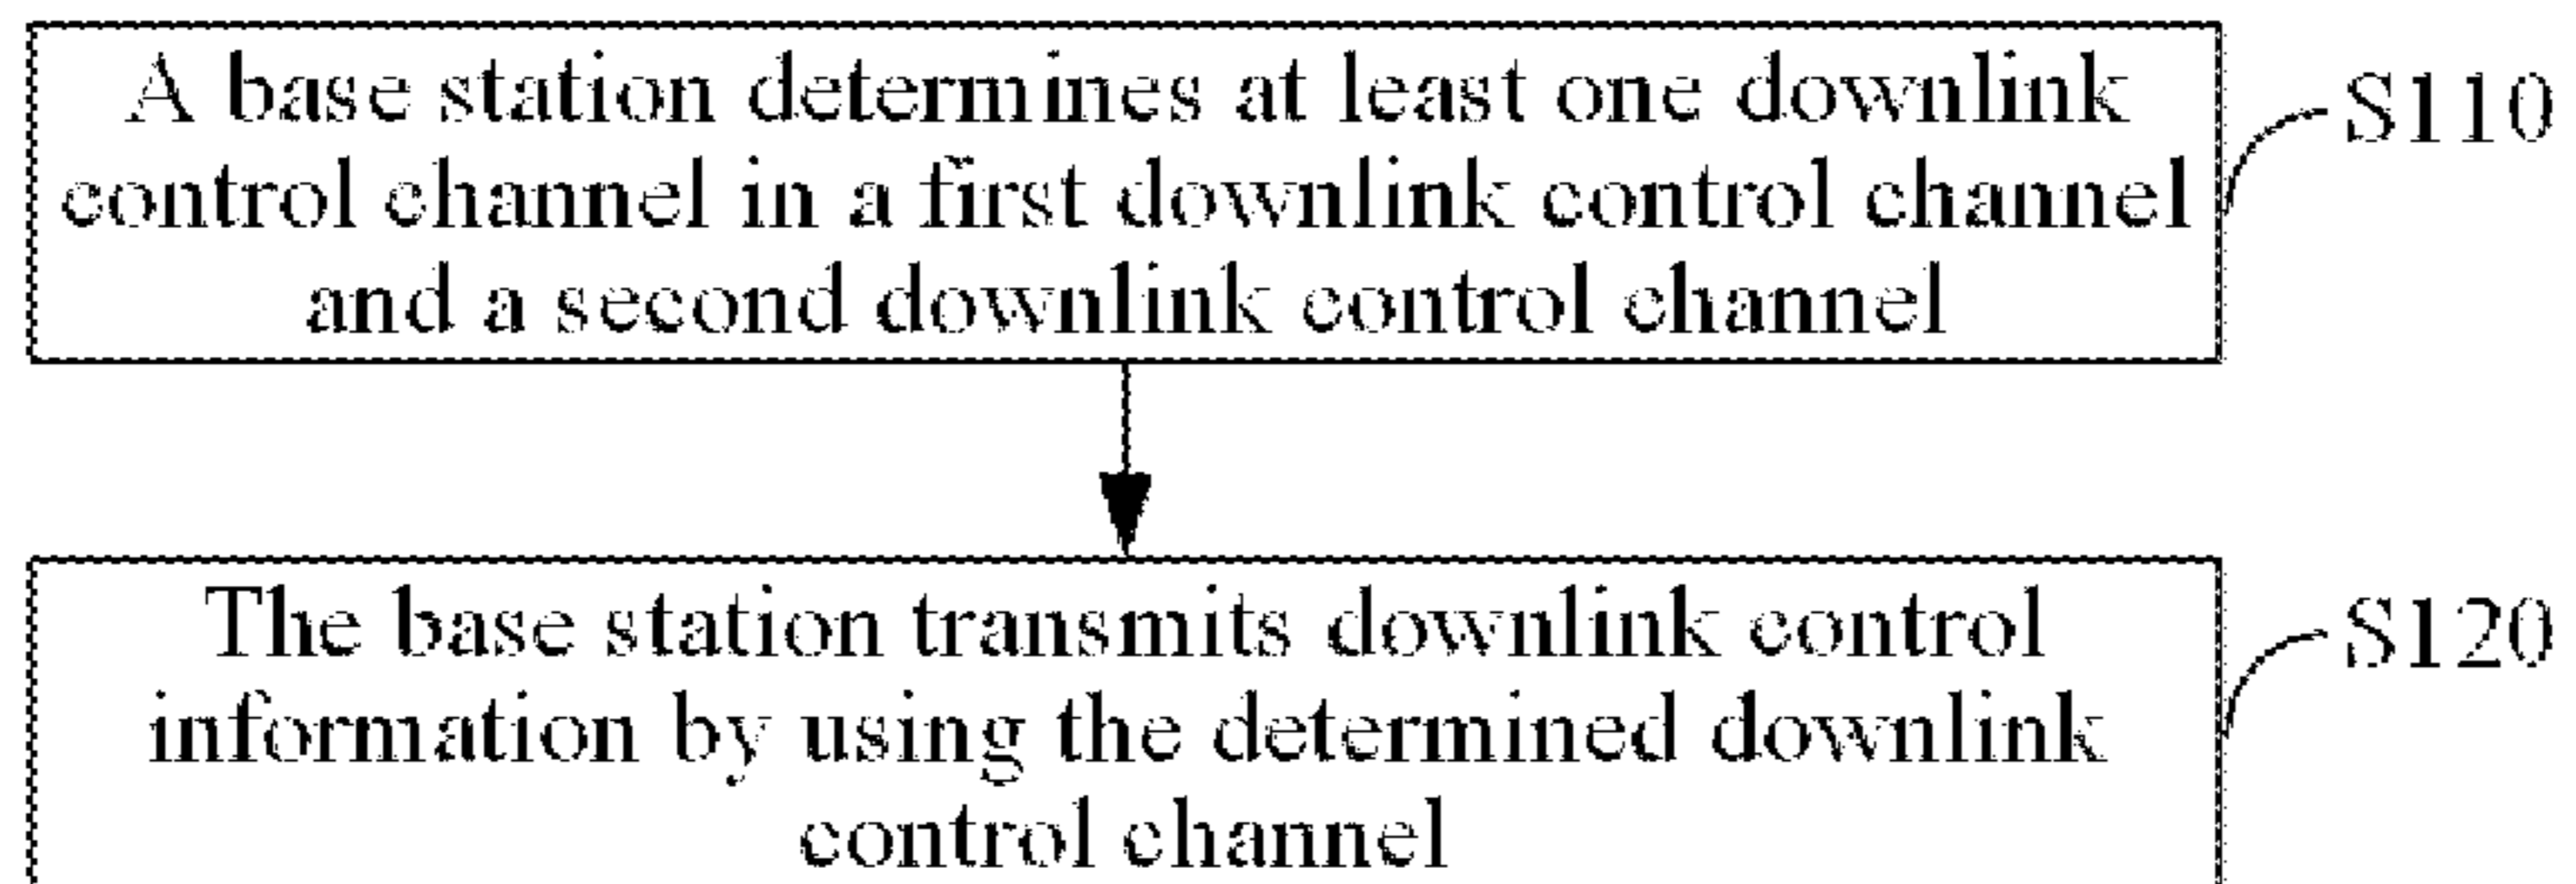 A base station determines at least one downlink
control channel in a first downlink control channel
and a second downlink control channel
S110
The base station transmits downlink control
information by using the determined downlink
control channel
S120